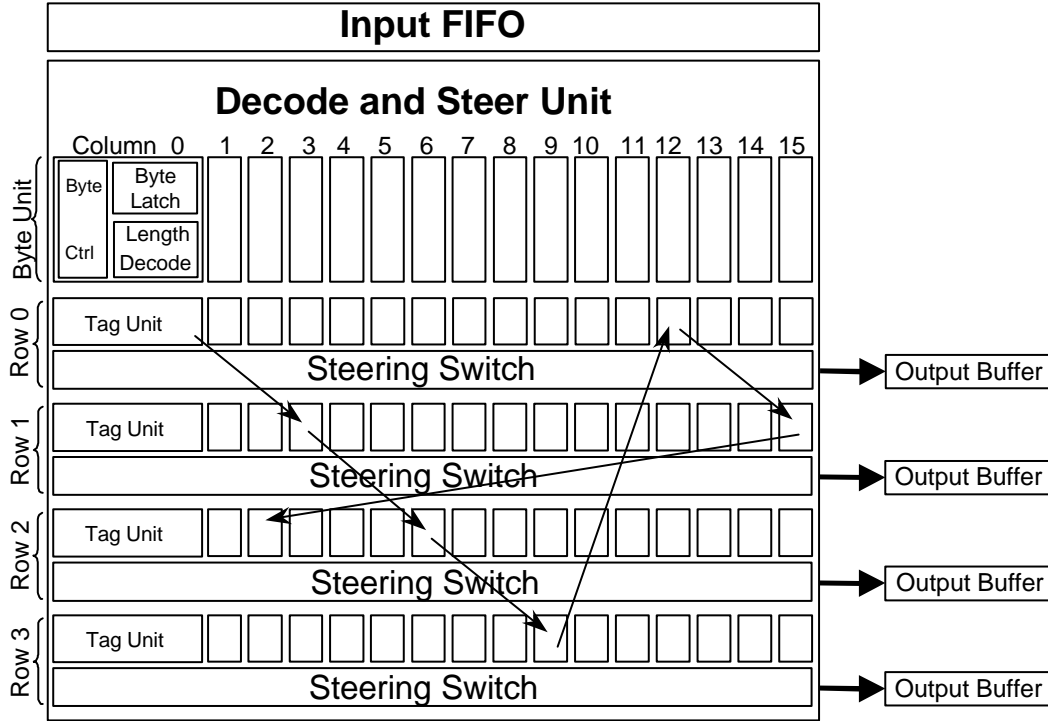 Input FIFO
Decode and Steer Unit
Column 0 1 2 3 4 5 6 7 8 9 10 11 12 13 14 15
Byte Unit
Byte
Ctrl
Byte
Latch
Length
Decode
Row 0
Tag Unit
Steering Switch
Output Buffer
Row 1
Tag Unit
Steering Switch
Output Buffer
Row 2
Tag Unit
Steering Switch
Output Buffer
Row 3
Tag Unit
Steering Switch
Output Buffer